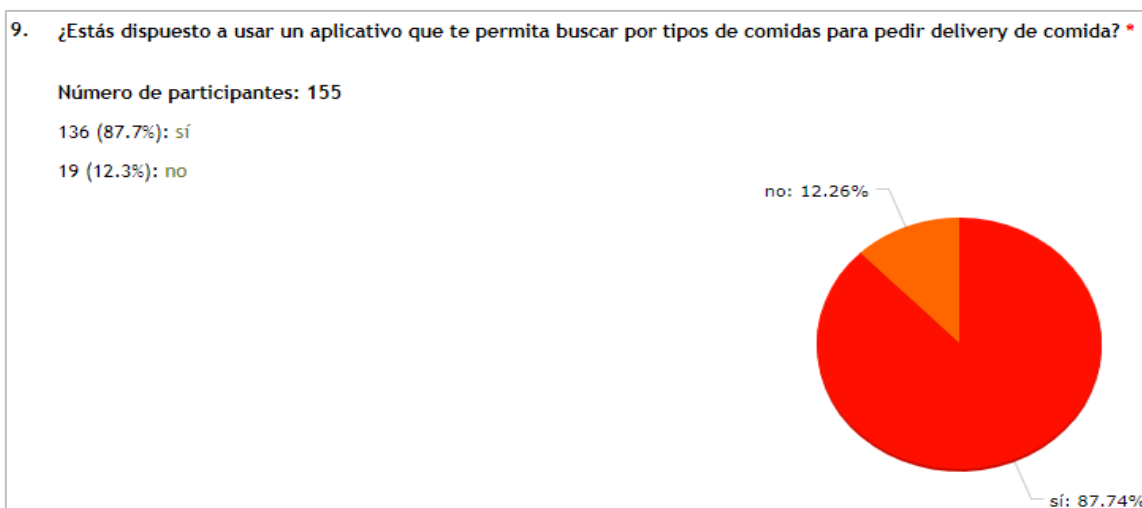 9. ¿Estás dispuesto a usar un aplicativo que te permita buscar por tipos de comidas para pedir delivery de comida? *
Número de participantes: 155
136 (87.7%): sí
19 (12.3%): no
no: 12.26%
sí: 87.74%